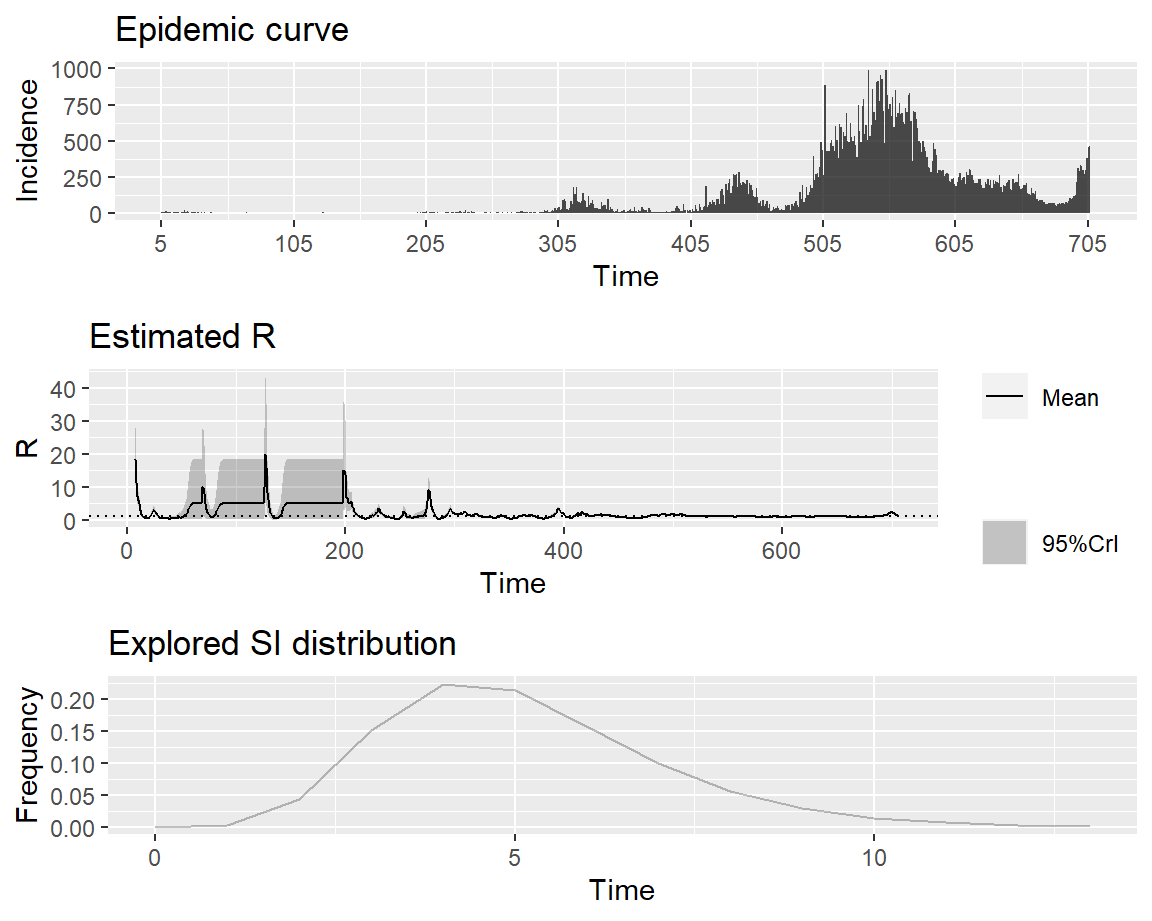 Epidemic curve
Incidence
1000
750
500
250
0
5 105 205 305 405 505 605 705
Time
Estimated R
R
40
30
20
10
0
0 200 400 600
Time
Mean
95%CrI
Explored SI distribution
Frequency
0.20
0.15
0.10
0.05
0.00
0 5 10
Time